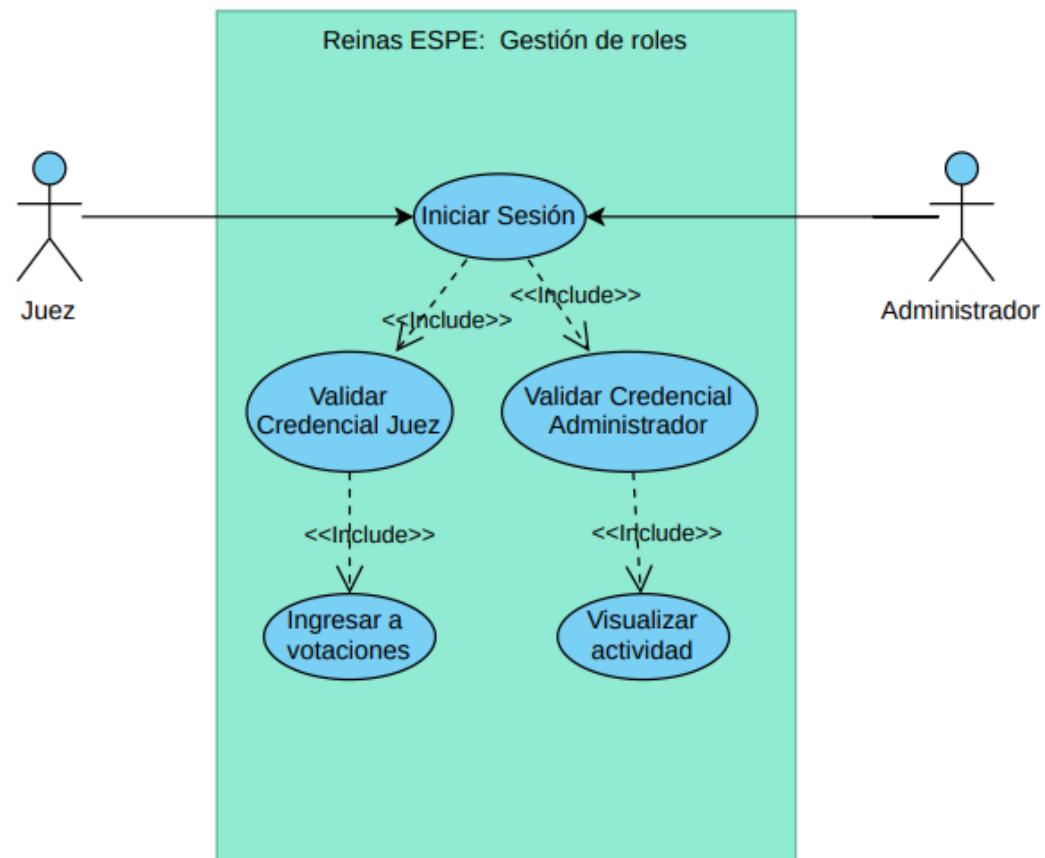 Reinas ESPE:  Gestión de roles
Iniciar Sesión
Juez
Administrador
<<Include>>
<<Include>>
Validar
Credencial Juez
Validar Credencial
Administrador
<<Include>>
<<Include>>
Ingresar a
votaciones
Visualizar
actividad